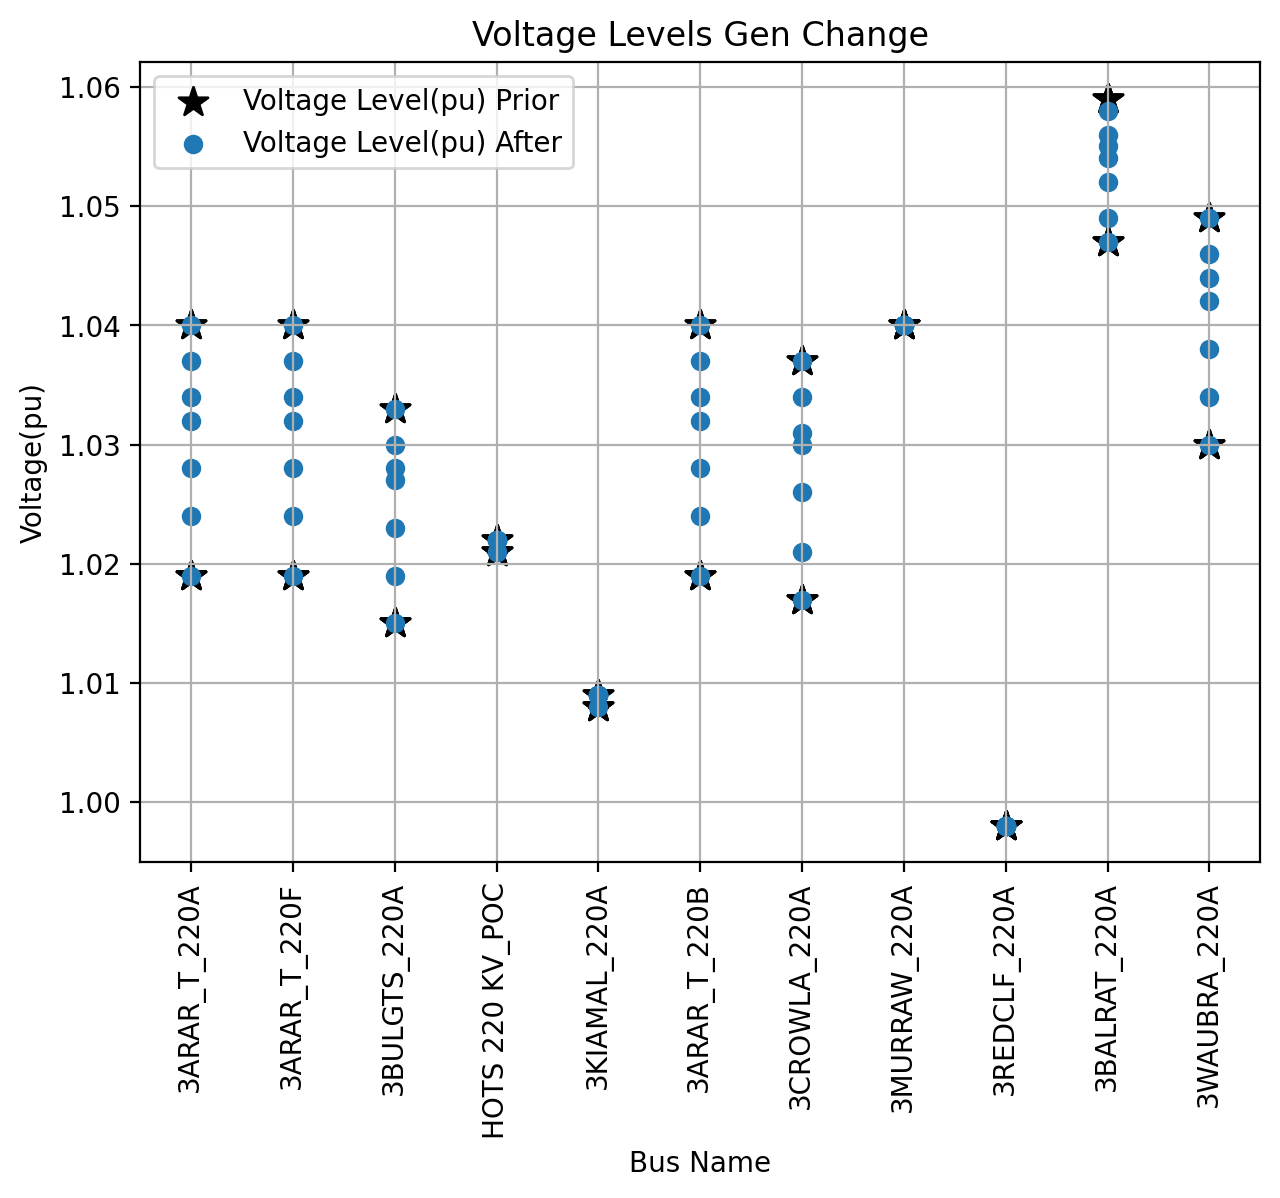 Voltage Levels Gen Change
Voltage Level(pu) Prior
Voltage Level(pu) After
1.06
1.05
1.04
1.03
1.02
1.01
1.00
Voltage(pu)
3ARAR_T_220A
3ARAR_T_220F
3BULGTS_220A
HOTS 220 KV_POC
3KIAMAL_220A
3ARAR_T_220B
3CROWLA_220A
3MURRAW_220A
3REDCLF_220A
3BALRAT_220A
3WAUBRA_220A
Bus Name